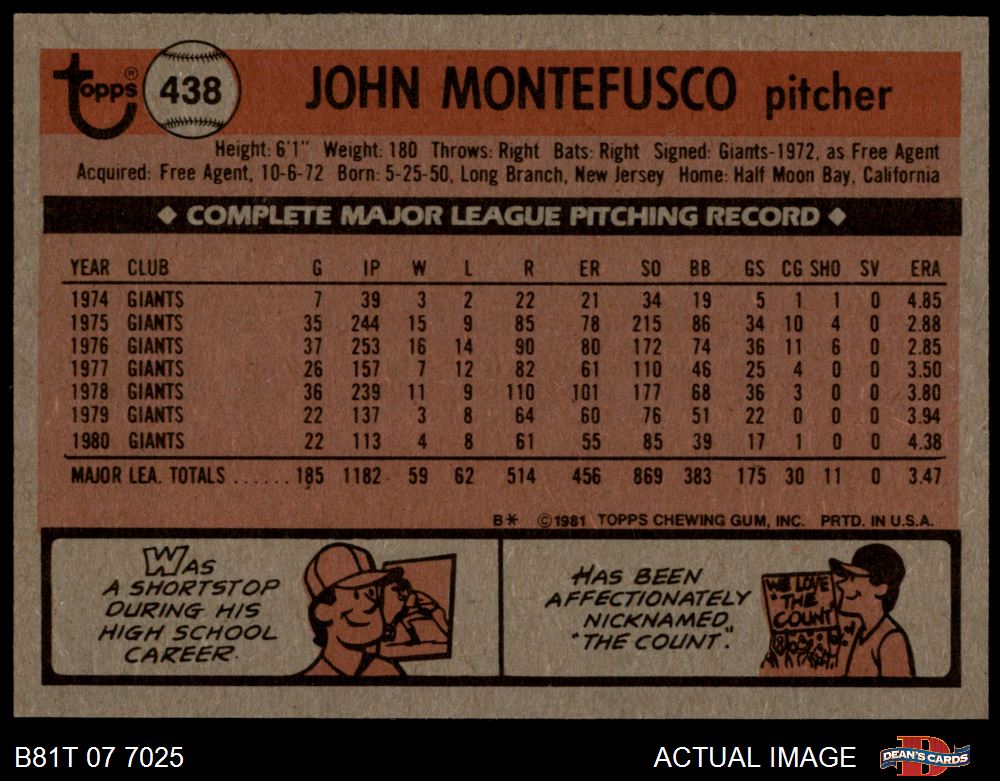 Topps® 438 JOHN MONTEFUSCO pitcher
Height: 6'1" Weight: 180 Throws: Right Bats: Right Signed: Giants-1972, as Free Agent
Acquired: Free Agent, 10-6-72 Born: 5-25-50, Long Branch, New Jersey Home: Half Moon Bay, California
◆ COMPLETE MAJOR LEAGUE PITCHING RECORD ◆
YEAR CLUB G IP W L R ER SO BB GS CG SHO SV ERA
1974 GIANTS 7 39 3 2 22 21 34 19 5 1 1 0 4.85
1975 GIANTS 35 244 15 9 85 78 215 86 34 10 4 0 2.88
1976 GIANTS 37 253 16 14 90 80 172 74 36 11 6 0 2.85
1977 GIANTS 26 157 7 12 82 61 110 46 25 4 0 0 3.50
1978 GIANTS 36 239 11 9 110 101 177 68 36 3 0 0 3.80
1979 GIANTS 22 137 3 8 64 60 76 51 22 0 0 0 3.94
1980 GIANTS 22 113 4 8 61 55 85 39 17 1 0 0 4.38
MAJOR LEA. TOTALS ...... 185 1182 59 62 514 456 869 383 175 30 11 0 3.47
B* ©1981 TOPPS CHEWING GUM, INC. PRTD. IN U.S.A.
WAS
A SHORTSTOP
DURING HIS
HIGH SCHOOL
CAREER.
HAS BEEN
AFFECTIONATELY
NICKNAMED
"THE COUNT".
WE LOVE
"THE
COUNT"
B81T 07 7025 ACTUAL IMAGE DEAN'S CARDS